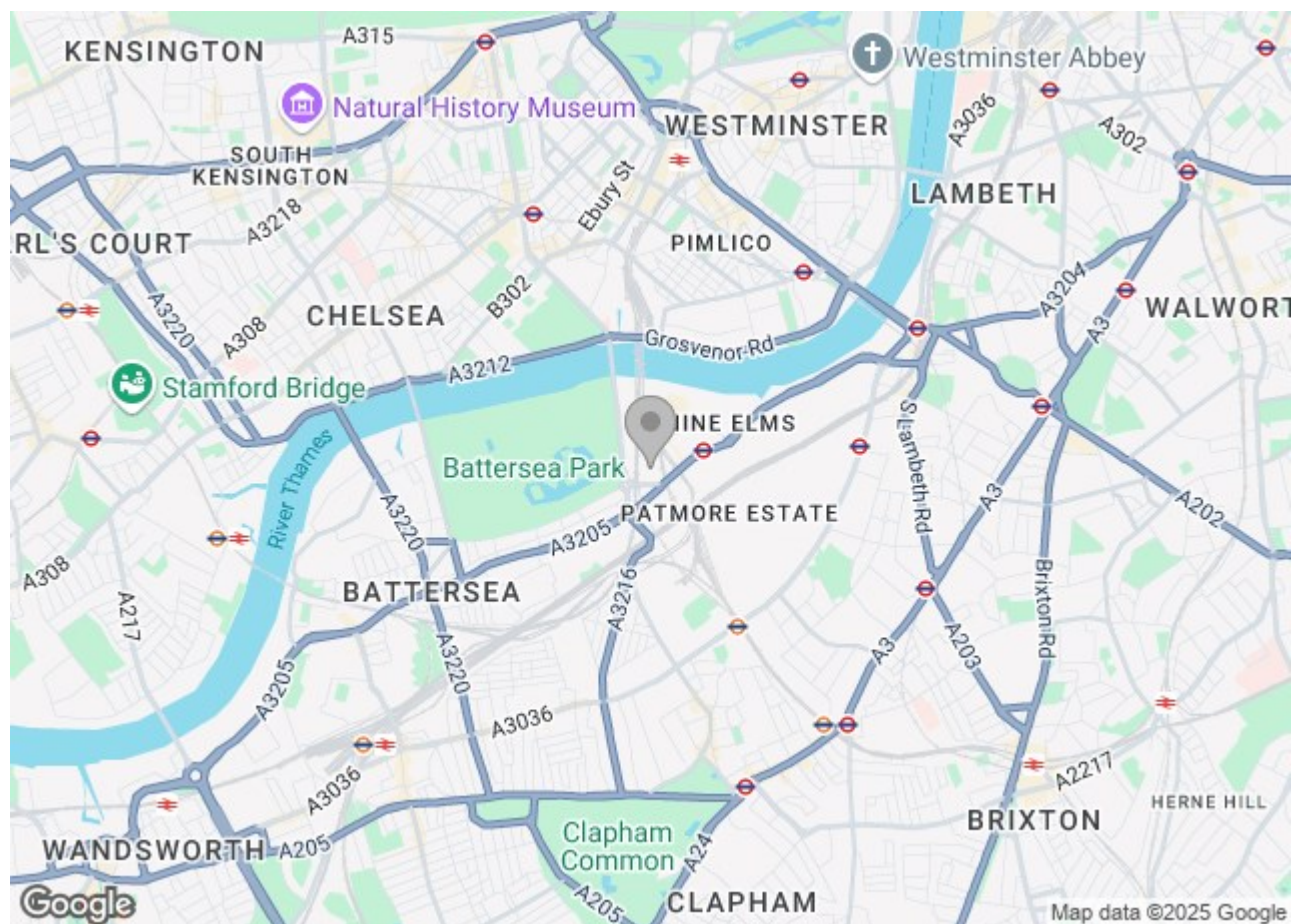 KENSINGTON
A315
Westminster Abbey
Natural History Museum
WESTMINSTER
A3036
A302
SOUTH
KENSINGTON
Ebury St
LAMBETH
A3218
RL'S COURT
PIMLICO
B302
A3220
A308
CHELSEA
A3204
A3
WALWORT
Grosvenor Rd
A3212
Stamford Bridge
NINE ELMS
Battersea Park
River Thames
A3220
S Lambeth Rd
A3
A202
PATMORE ESTATE
A3205
A308
A217
BATTERSEA
A3216
Brixton Rd
A3220
A3
A203
A3205
A3036
A3036
A2217
HERNE HILL
BRIXTON
WANDSWORTH
A205
Clapham
Common
A24
A205
CLAPHAM
Google
Map data ©2025 Google